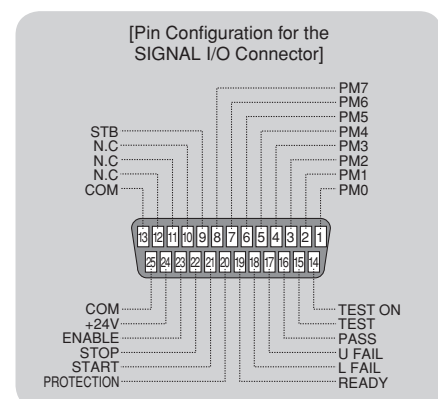 [Pin Configuration for the
SIGNAL I/O Connector]
PM7
PM6
PM5
PM4
PM3
PM2
PM1
PM0
STB
N.C
N.C
N.C
COM
13 12 11 10 9 8 7 6 5 4 3 2 1
25 24 23 22 21 20 19 18 17 16 15 14
COM
+24V
ENABLE
STOP
START
PROTECTION
TEST ON
TEST
PASS
U FAIL
L FAIL
READY